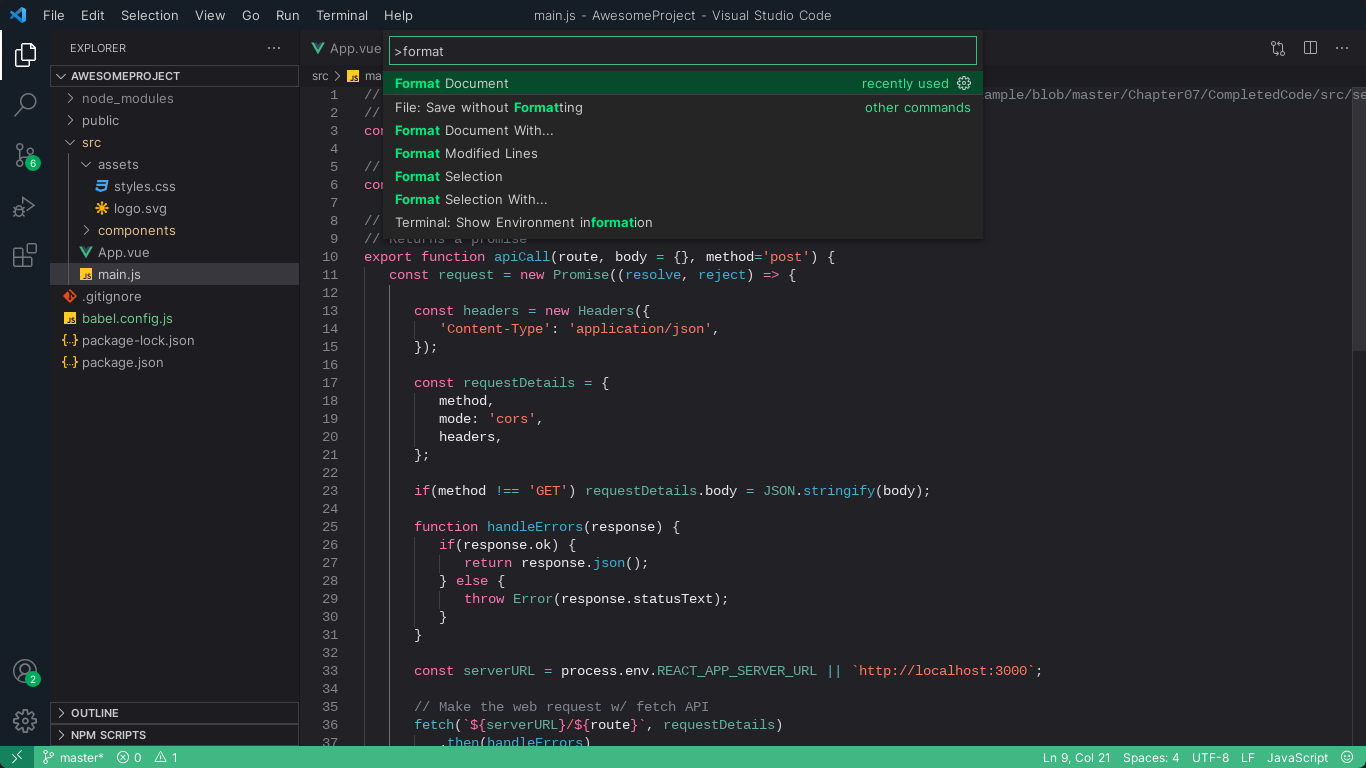 File Edit Selection View Go Run Terminal Help
main.js - AwesomeProject - Visual Studio Code
EXPLORER
AWESOMEPROJECT
node_modules
public
src
assets
styles.css
logo.svg
components
App.vue
main.js
.gitignore
babel.config.js
package-lock.json
package.json
OUTLINE
NPM SCRIPTS
6
2
App.vue
src > JS
>format
Format Document recently used
File: Save without Formatting other commands
Format Document With...
Format Modified Lines
Format Selection
Format Selection With...
Terminal: Show Environment information
1 // ample/blob/master/Chapter07/CompletedCode/src/se
2 //
3 con
4
5 //
6 con
7
8 //
9 // Returns a promise
10 export function apiCall(route, body = {}, method='post') {
11 const request = new Promise((resolve, reject) => {
12
13 const headers = new Headers({
14 'Content-Type': 'application/json',
15 });
16
17 const requestDetails = {
18 method,
19 mode: 'cors',
20 headers,
21 };
22
23 if(method !== 'GET') requestDetails.body = JSON.stringify(body);
24
25 function handleErrors(response) {
26 if(response.ok) {
27 return response.json();
28 } else {
29 throw Error(response.statusText);
30 }
31 }
32
33 const serverURL = process.env.REACT_APP_SERVER_URL || `http://localhost:3000`;
34
35 // Make the web request w/ fetch API
36 fetch(`${serverURL}/${route}`, requestDetails)
37 .then(handleErrors)
master* 0 1
Ln 9, Col 21 Spaces: 4 UTF-8 LF JavaScript